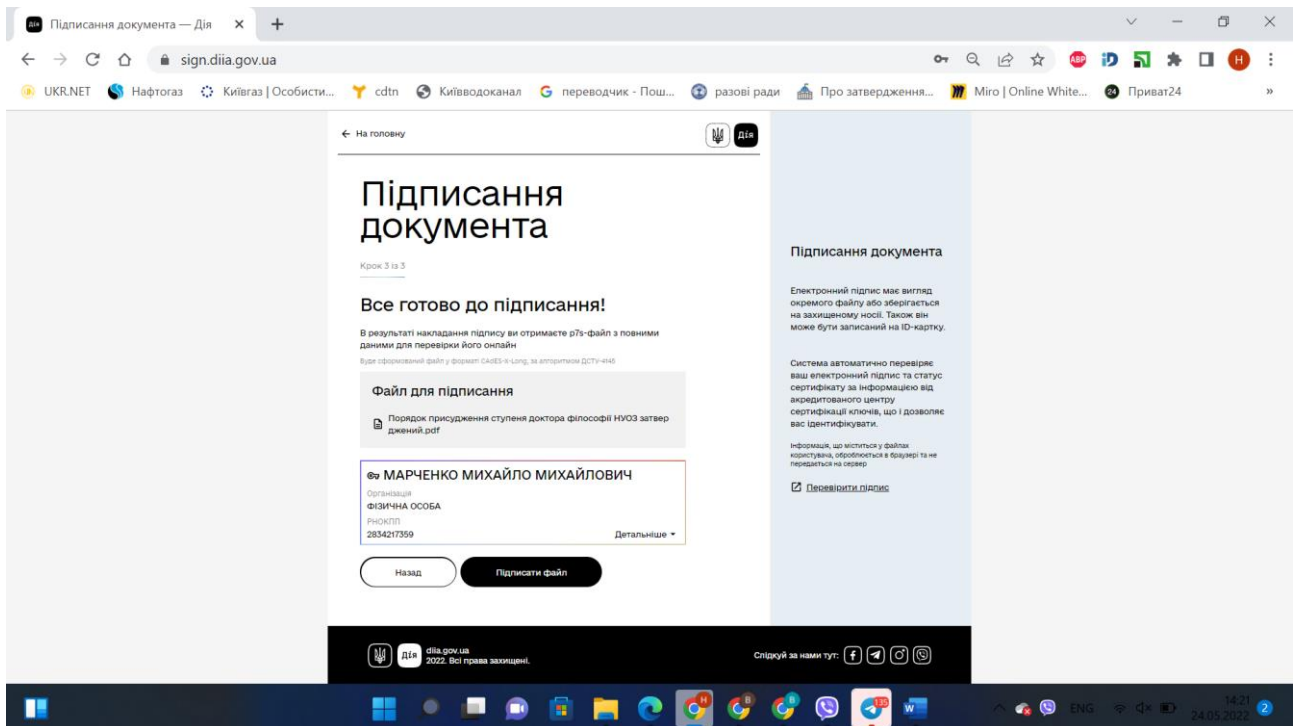 Підписання документа — Дія
sign.diia.gov.ua
ABP
H
UKR.NET Нафтогаз Київгаз | Особисти... cdtn Київводоканал переводчик - Пош... разові ради Про затвердження... Miro | Online White... 24 Приват24 »
На головну
Дія
Підписання
документа
Крок 3 із 3
Все готово до підписання!
В результаті накладання підпису ви отримаєте p7s-файл з повними
даними для перевірки його онлайн
Буде сформований файл у форматі CAdES-X-Long, за алгоритмом ДСТУ-4145
Файл для підписання
Порядок присудження ступеня доктора філософії НУОЗ затвер
джений.pdf
МАРЧЕНКО МИХАЙЛО МИХАЙЛОВИЧ
Організація
ФІЗИЧНА ОСОБА
РНОКПП
2834217359
Детальніше
Назад
Підписати файл
Підписання документа
Електронний підпис має вигляд
окремого файлу або зберігається
на захищеному носії. Також він
може бути записаний на ID-картку.
Система автоматично перевіряє
ваш електронний підпис та статус
сертифікату за інформацією від
акредитованого центру
сертифікації ключів, що і дозволяє
вас ідентифікувати.
Інформація, що міститься у файлах
користувача, обробляється в браузері та не
передається на сервер
Перевірити підпис
Дія
diia.gov.ua
2022. Всі права захищені.
Слідкуй за нами тут:
135
ENG
14:21
24.05.2022
2